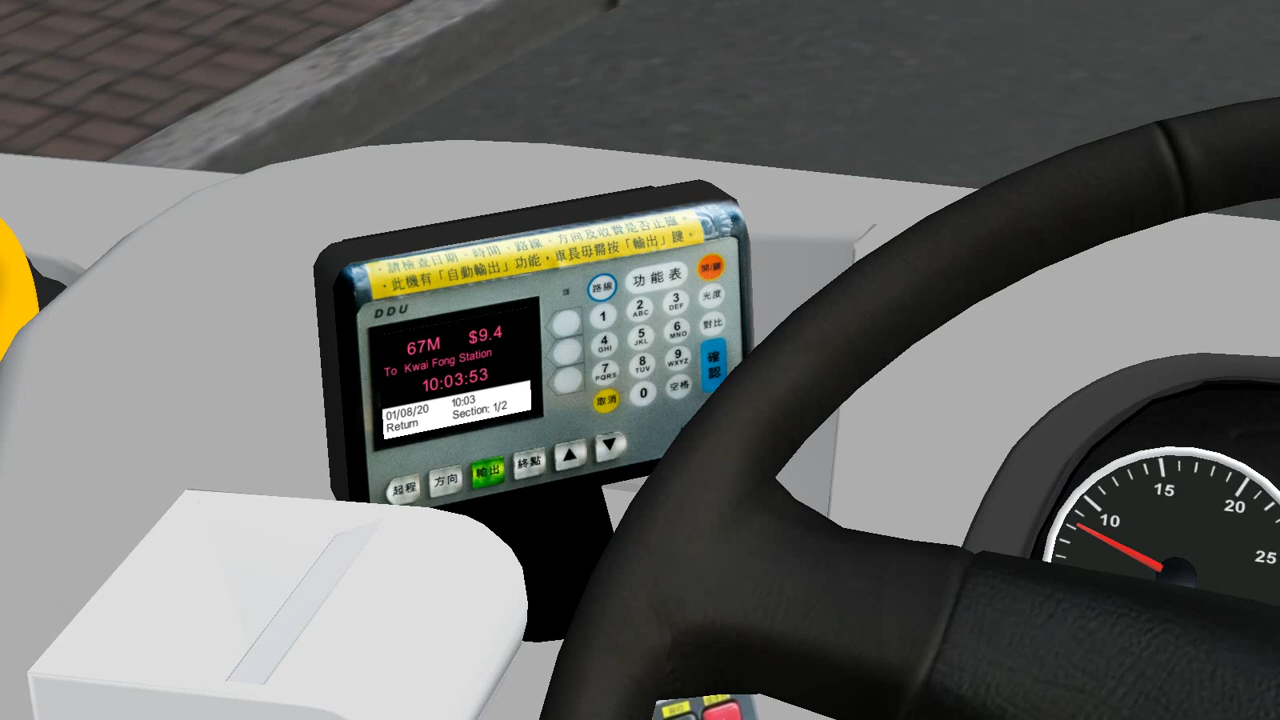 ·請檢查日期、時間、路線、方向及收費是否正確。
·此機有「自動輸出」功能，車長毋需按「輸出」鍵。
DDU
67M $9.4
To Kwai Fong Station
10:03:53
01/08/20 10:03
Return Section: 1/2
路線 功能表 開/關
1 2 ABC 3 DEF 光度
4 GHI 5 JKL 6 MNO 對比
7 PQRS 8 TUV 9 WXYZ 確認
取消 0 空格
起程 方向 輸出 終點 ▲ ▼
10 15 20 25